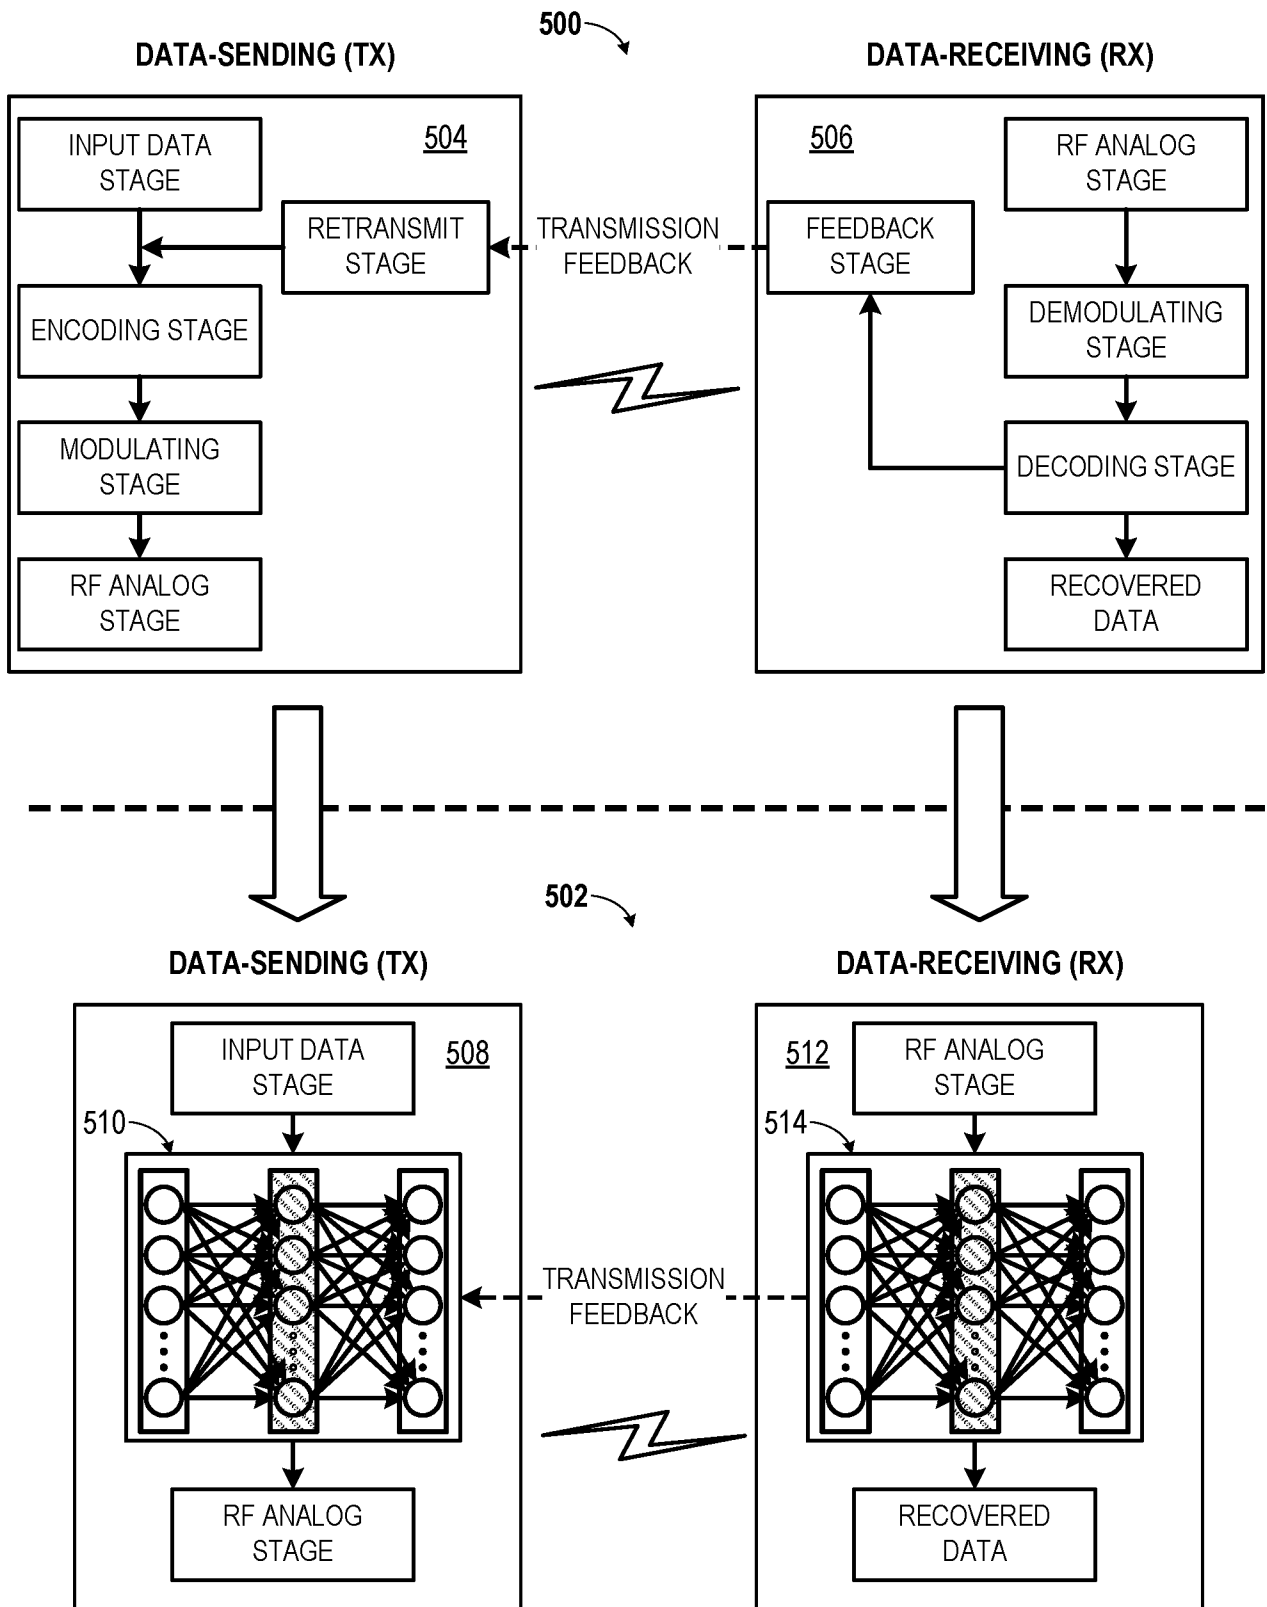 500
DATA-SENDING (TX)
DATA-RECEIVING (RX)
504
INPUT DATA
STAGE
RETRANSMIT
STAGE
ENCODING STAGE
MODULATING
STAGE
RF ANALOG
STAGE
TRANSMISSION
FEEDBACK
506
RF ANALOG
STAGE
FEEDBACK
STAGE
DEMODULATING
STAGE
DECODING STAGE
RECOVERED
DATA
502
DATA-SENDING (TX)
DATA-RECEIVING (RX)
INPUT DATA
STAGE
508
510
RF ANALOG
STAGE
TRANSMISSION
FEEDBACK
512
RF ANALOG
STAGE
514
RECOVERED
DATA